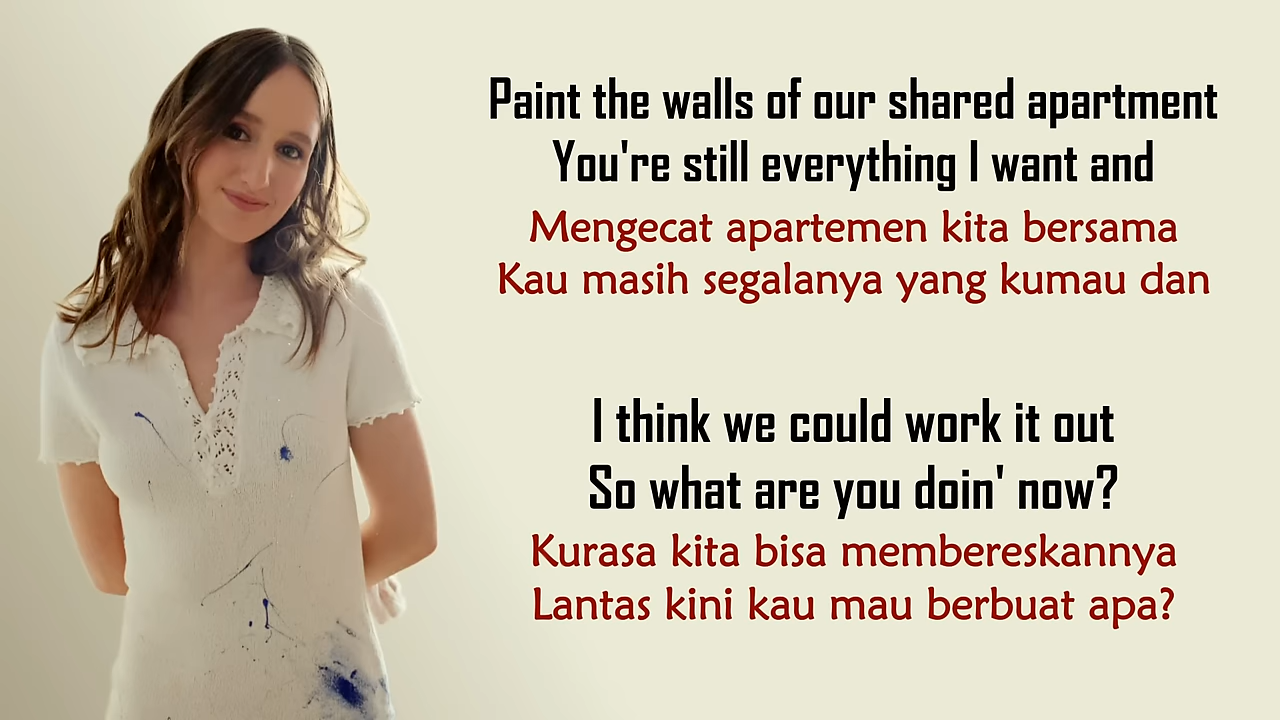 Paint the walls of our shared apartment
You're still everything I want and
Mengecat apartemen kita bersama
Kau masih segalanya yang kumau dan
I think we could work it out
So what are you doin' now?
Kurasa kita bisa membereskannya
Lantas kini kau mau berbuat apa?